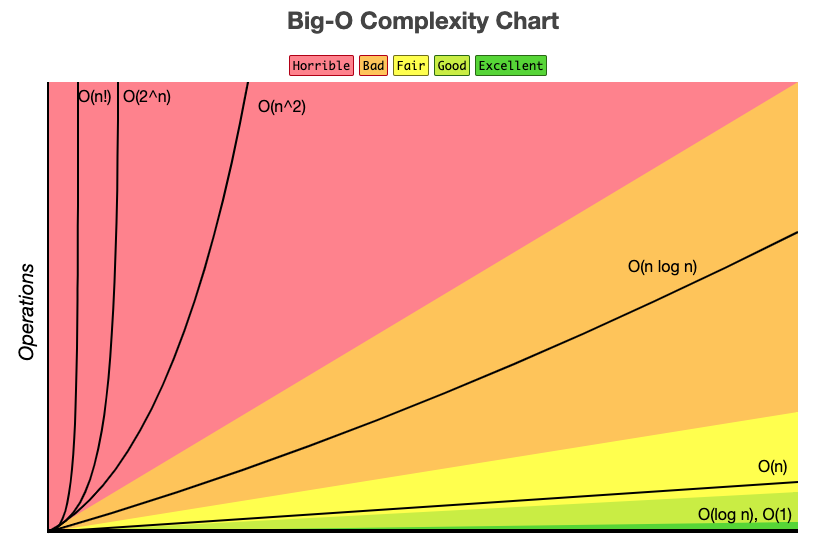 Big-O Complexity Chart
Horrible Bad Fair Good Excellent
O(n!) O(2^n)
O(n^2)
O(n log n)
Operations
O(n)
O(log n), O(1)